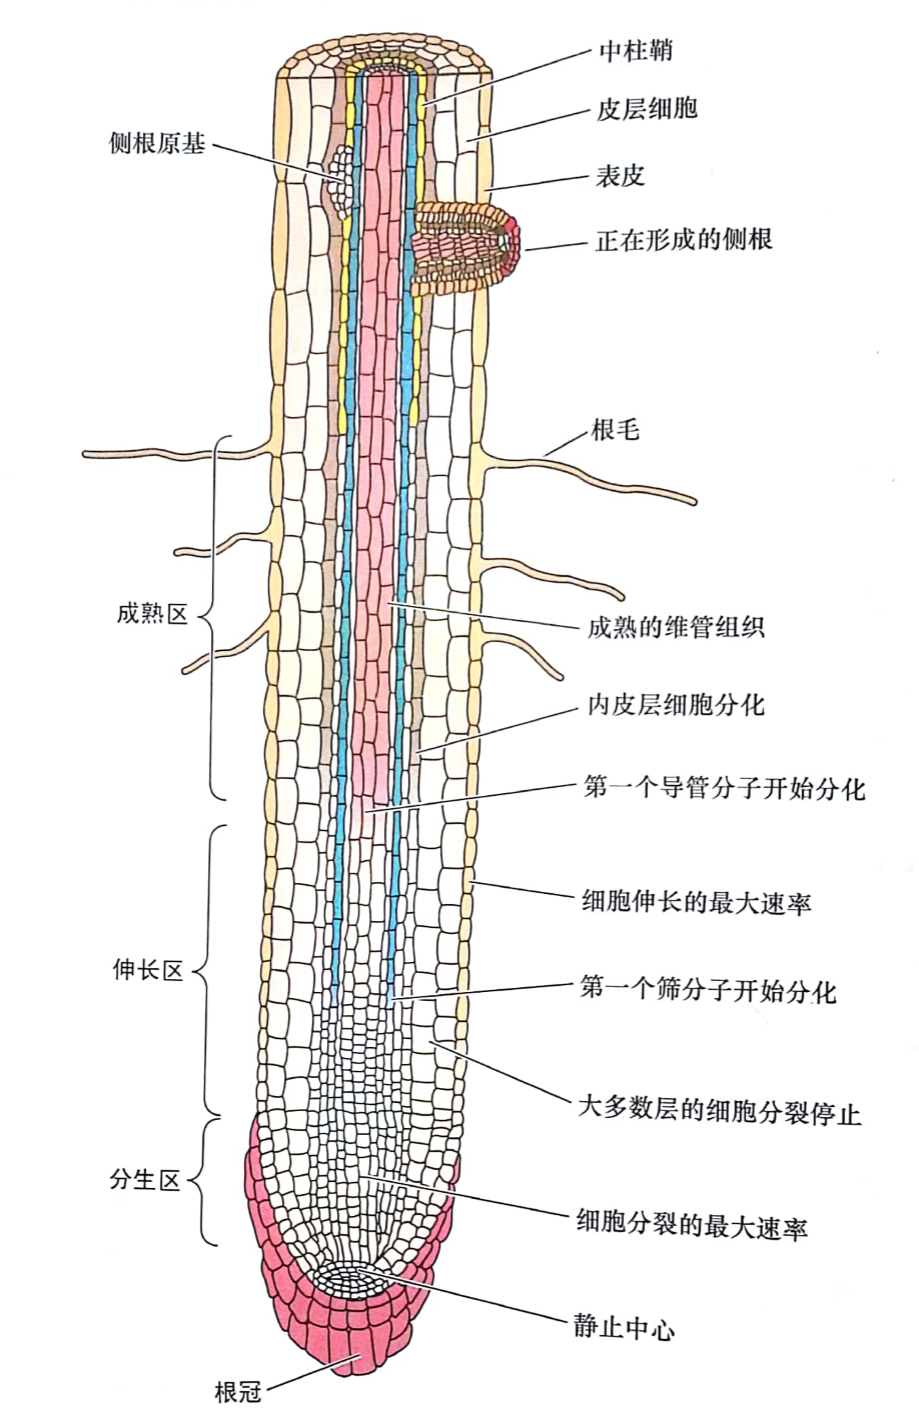 中柱鞘
皮层细胞
侧根原基
表皮
正在形成的侧根
根毛
成熟区
成熟的维管组织
内皮层细胞分化
第一个导管分子开始分化
细胞伸长的最大速率
伸长区
第一个筛分子开始分化
大多数层的细胞分裂停止
分生区
细胞分裂的最大速率
静止中心
根冠